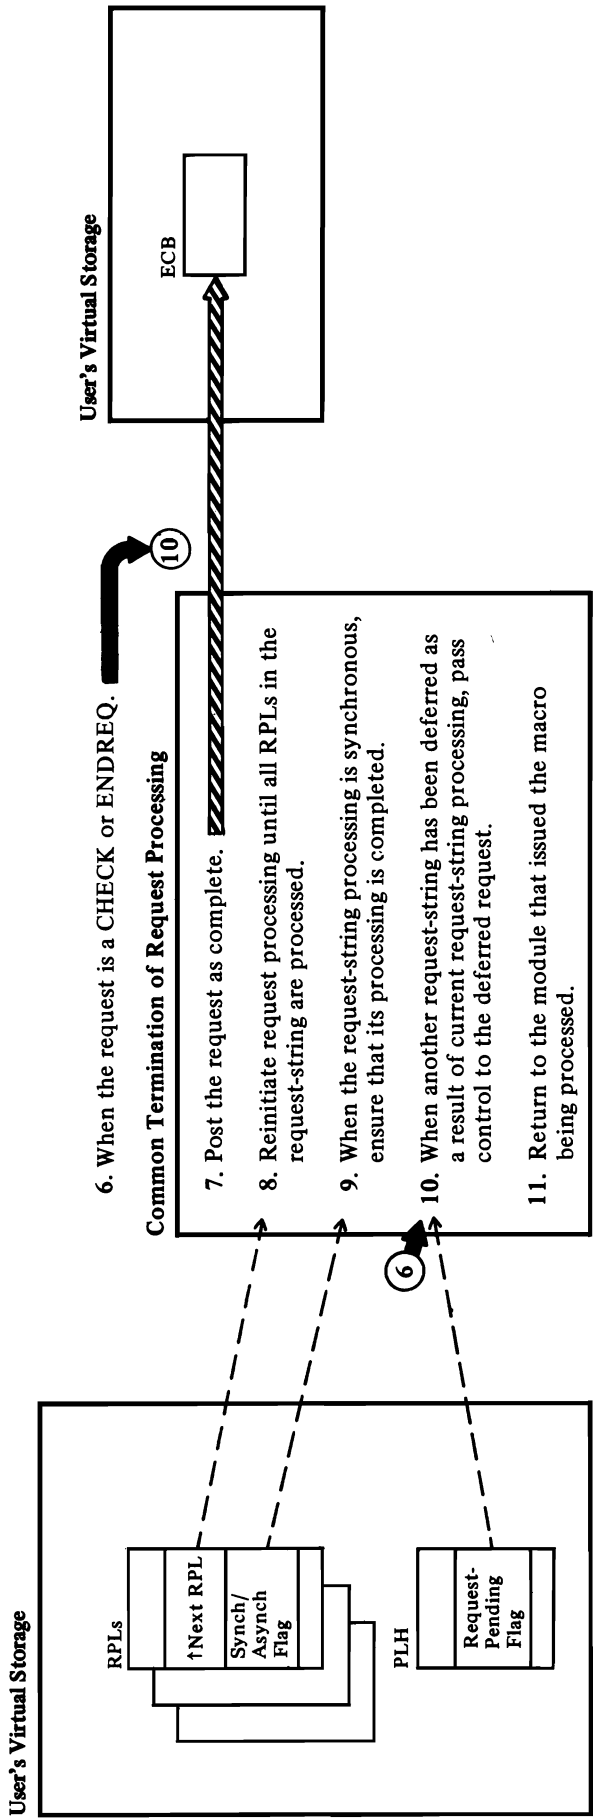 User's Virtual Storage
RPLs
↑Next RPL
Synch/
Asynch
Flag
PLH
Request-
Pending
Flag
6. When the request is a CHECK or ENDREQ.
10
Common Termination of Request Processing
7. Post the request as complete.
8. Reinitiate request processing until all RPLs in the
request-string are processed.
9. When the request-string processing is synchronous,
ensure that its processing is completed.
6
10. When another request-string has been deferred as
a result of current request-string processing, pass
control to the deferred request.
11. Return to the module that issued the macro
being processed.
User's Virtual Storage
ECB